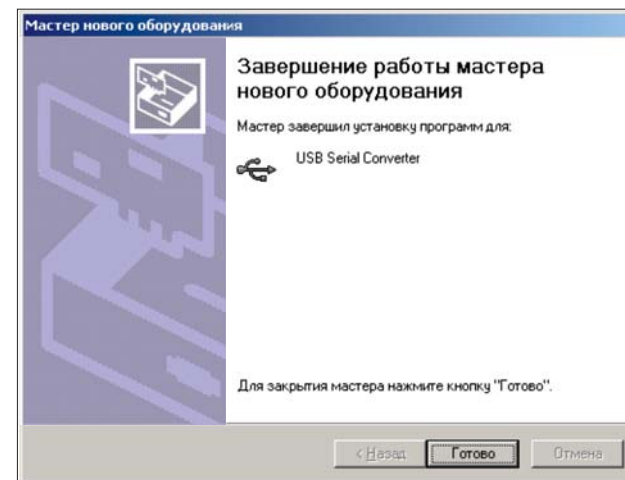 Мастер нового оборудования
Завершение работы мастера
нового оборудования
Мастер завершил установку программ для:
USB Serial Converter
Для закрытия мастера нажмите кнопку "Готово".
< Назад
Готово
Отмена